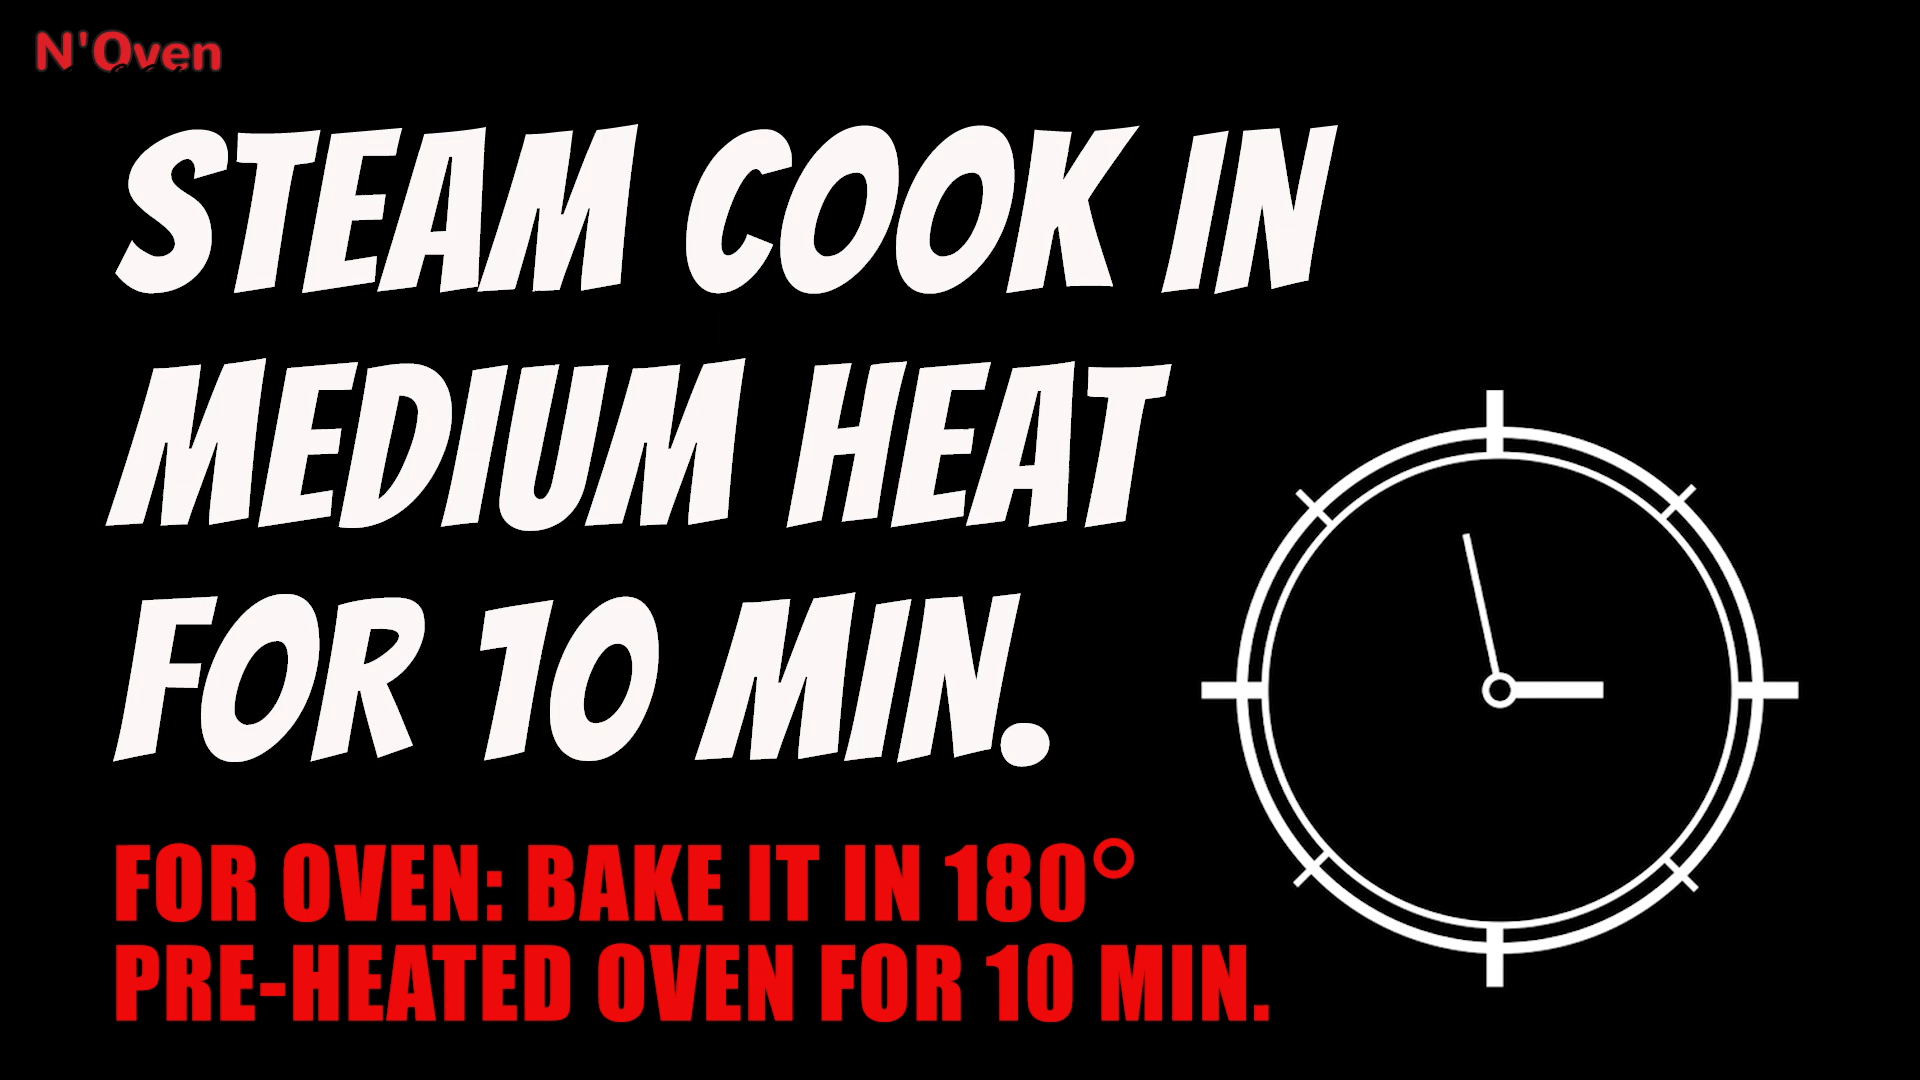 N'Oven
STEAM COOK IN
MEDIUM HEAT
FOR 10 MIN.
FOR OVEN: BAKE IT IN 180°
PRE-HEATED OVEN FOR 10 MIN.